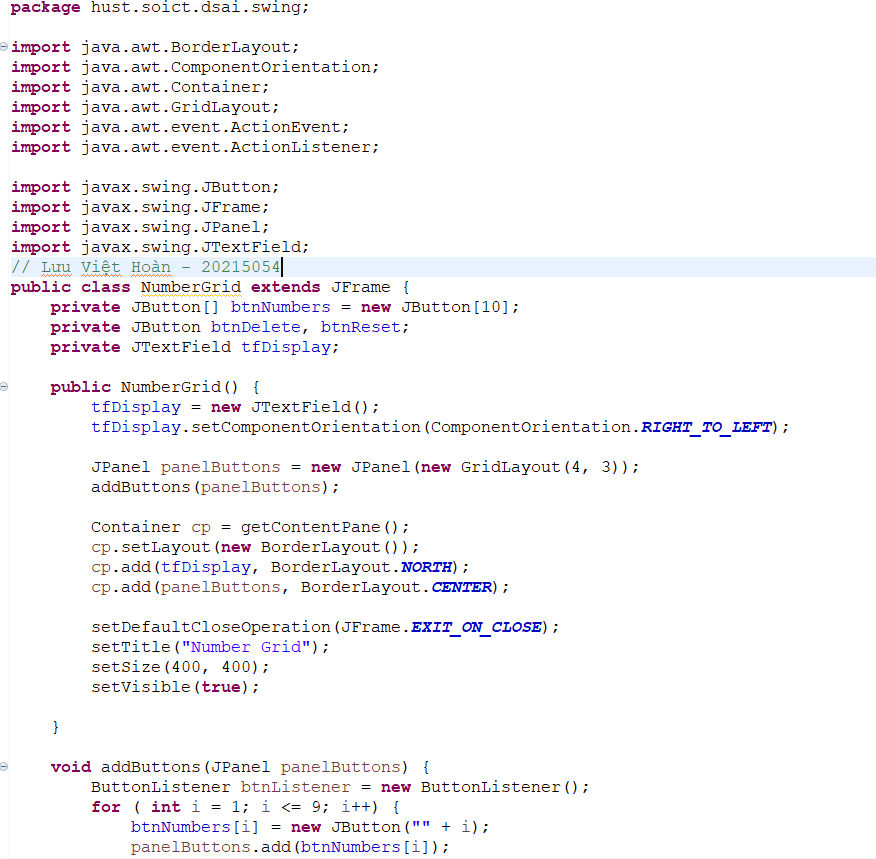 package hust.soict.dsai.swing;
import java.awt.BorderLayout;
import java.awt.ComponentOrientation;
import java.awt.Container;
import java.awt.GridLayout;
import java.awt.event.ActionEvent;
import java.awt.event.ActionListener;
import javax.swing.JButton;
import javax.swing.JFrame;
import javax.swing.JPanel;
import javax.swing.JTextField;
// Lưu Việt Hoàn - 20215054
public class NumberGrid extends JFrame {
    private JButton[] btnNumbers = new JButton[10];
    private JButton btnDelete, btnReset;
    private JTextField tfDisplay;
    public NumberGrid() {
        tfDisplay = new JTextField();
        tfDisplay.setComponentOrientation(ComponentOrientation.RIGHT_TO_LEFT);
        JPanel panelButtons = new JPanel(new GridLayout(4, 3));
        addButtons(panelButtons);
        Container cp = getContentPane();
        cp.setLayout(new BorderLayout());
        cp.add(tfDisplay, BorderLayout.NORTH);
        cp.add(panelButtons, BorderLayout.CENTER);
        setDefaultCloseOperation(JFrame.EXIT_ON_CLOSE);
        setTitle("Number Grid");
        setSize(400, 400);
        setVisible(true);
    }
    void addButtons(JPanel panelButtons) {
        ButtonListener btnListener = new ButtonListener();
        for ( int i = 1; i <= 9; i++) {
            btnNumbers[i] = new JButton("" + i);
            panelButtons.add(btnNumbers[i]);